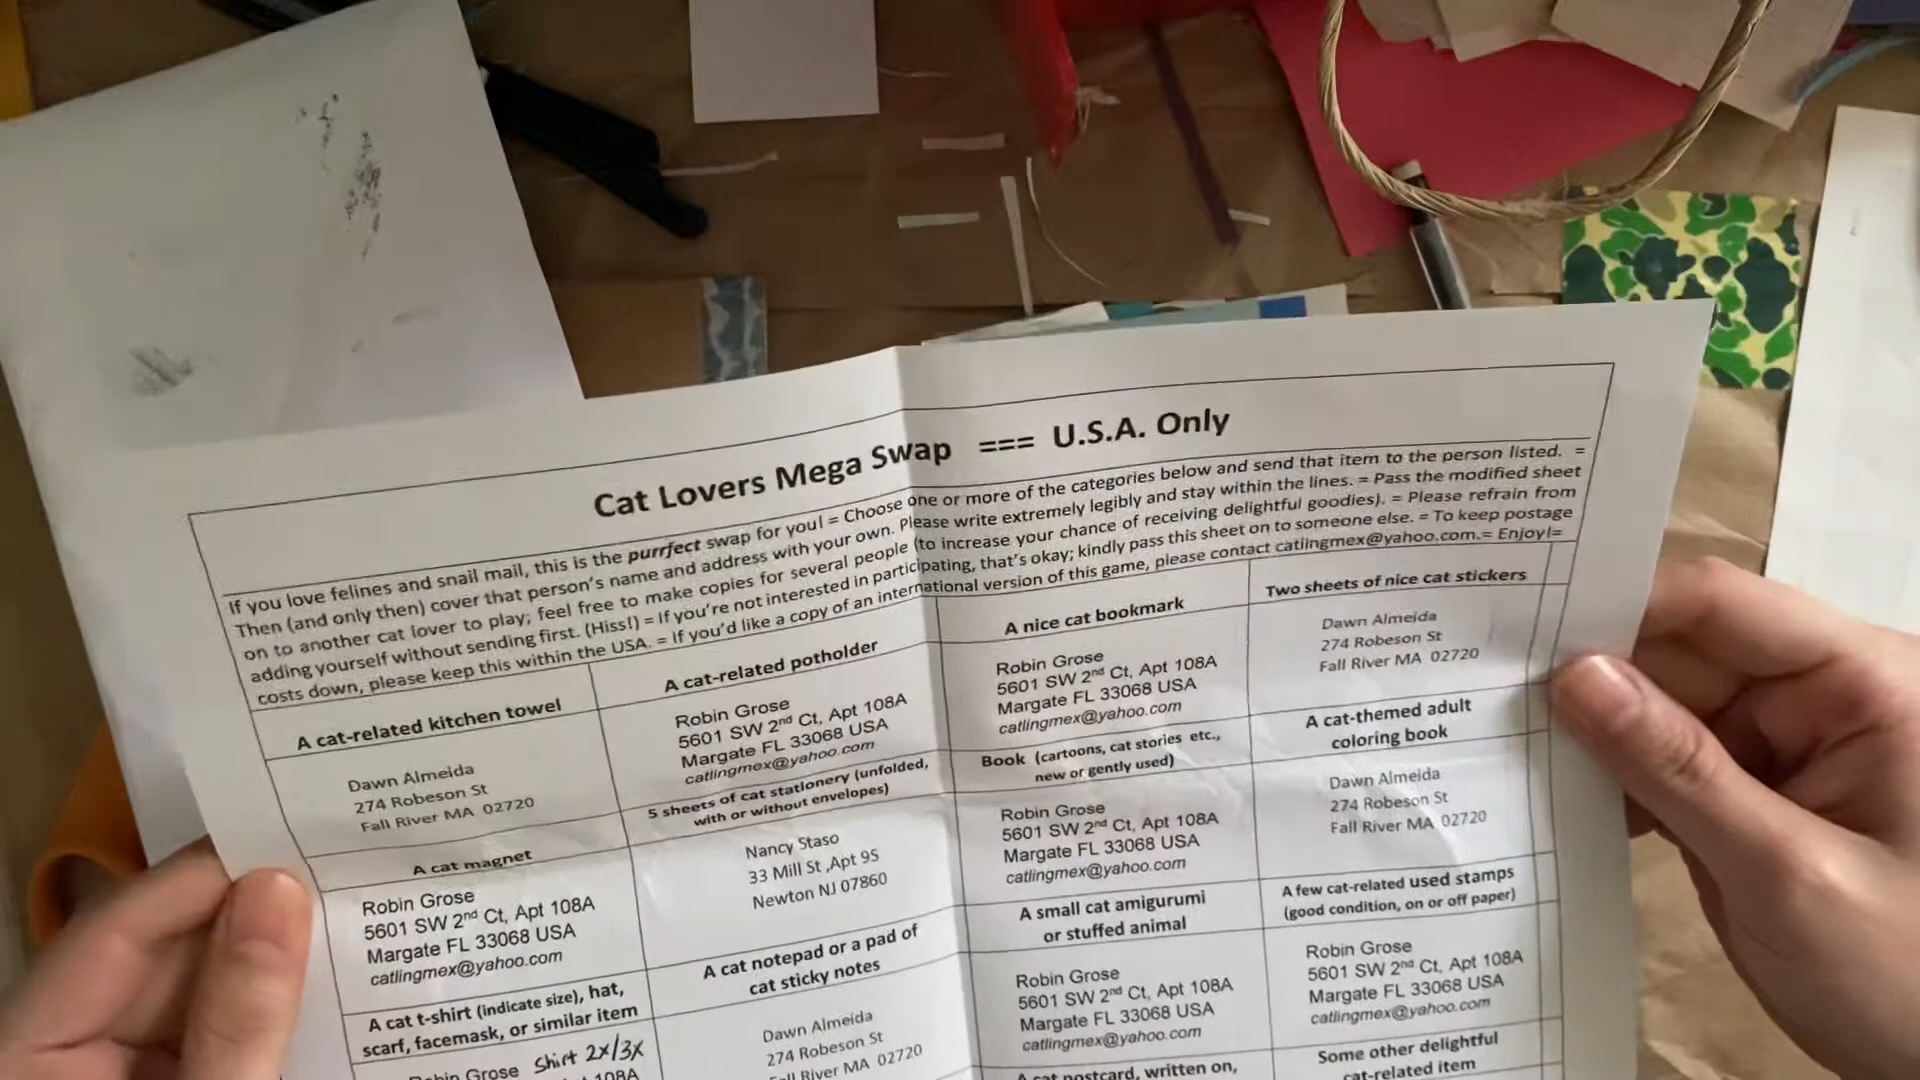 Cat Lovers Mega Swap === U.S.A. Only
If you love felines and snail mail, this is the purrfect swap for you! = Choose one or more of the categories below and send that item to the person listed. =
Then (and only then) cover that person's name and address with your own. Please write extremely legibly and stay within the lines. = Pass the modified sheet
on to another cat lover to play; feel free to make copies for several people (to increase your chance of receiving delightful goodies). = Please refrain from
adding yourself without sending first. (Hiss!) = If you're not interested in participating, that's okay; kindly pass this sheet on to someone else. = To keep postage
costs down, please keep this within the USA. = If you'd like a copy of an international version of this game, please contact catlingmex@yahoo.com.= Enjoy!=
A cat-related kitchen towel
Dawn Almeida
274 Robeson St
Fall River MA 02720
A cat-related potholder
Robin Grose
5601 SW 2nd Ct, Apt 108A
Margate FL 33068 USA
catlingmex@yahoo.com
A nice cat bookmark
Robin Grose
5601 SW 2nd Ct, Apt 108A
Margate FL 33068 USA
catlingmex@yahoo.com
Two sheets of nice cat stickers
Dawn Almeida
274 Robeson St
Fall River MA 02720
A cat magnet
Robin Grose
5601 SW 2nd Ct, Apt 108A
Margate FL 33068 USA
catlingmex@yahoo.com
5 sheets of cat stationery (unfolded,
with or without envelopes)
Nancy Staso
33 Mill St ,Apt 9S
Newton NJ 07860
Book (cartoons, cat stories etc.,
new or gently used)
Robin Grose
5601 SW 2nd Ct, Apt 108A
Margate FL 33068 USA
catlingmex@yahoo.com
A cat-themed adult
coloring book
Dawn Almeida
274 Robeson St
Fall River MA 02720
A cat t-shirt (indicate size), hat,
scarf, facemask, or similar item
Robin Grose Shirt 2X/3X
108A
A cat notepad or a pad of
cat sticky notes
Dawn Almeida
274 Robeson St
Fall River MA 02720
A small cat amigurumi
or stuffed animal
Robin Grose
5601 SW 2nd Ct, Apt 108A
Margate FL 33068 USA
catlingmex@yahoo.com
A few cat-related used stamps
(good condition, on or off paper)
Robin Grose
5601 SW 2nd Ct, Apt 108A
Margate FL 33068 USA
catlingmex@yahoo.com
A cat postcard, written on,
Some other delightful
cat-related item